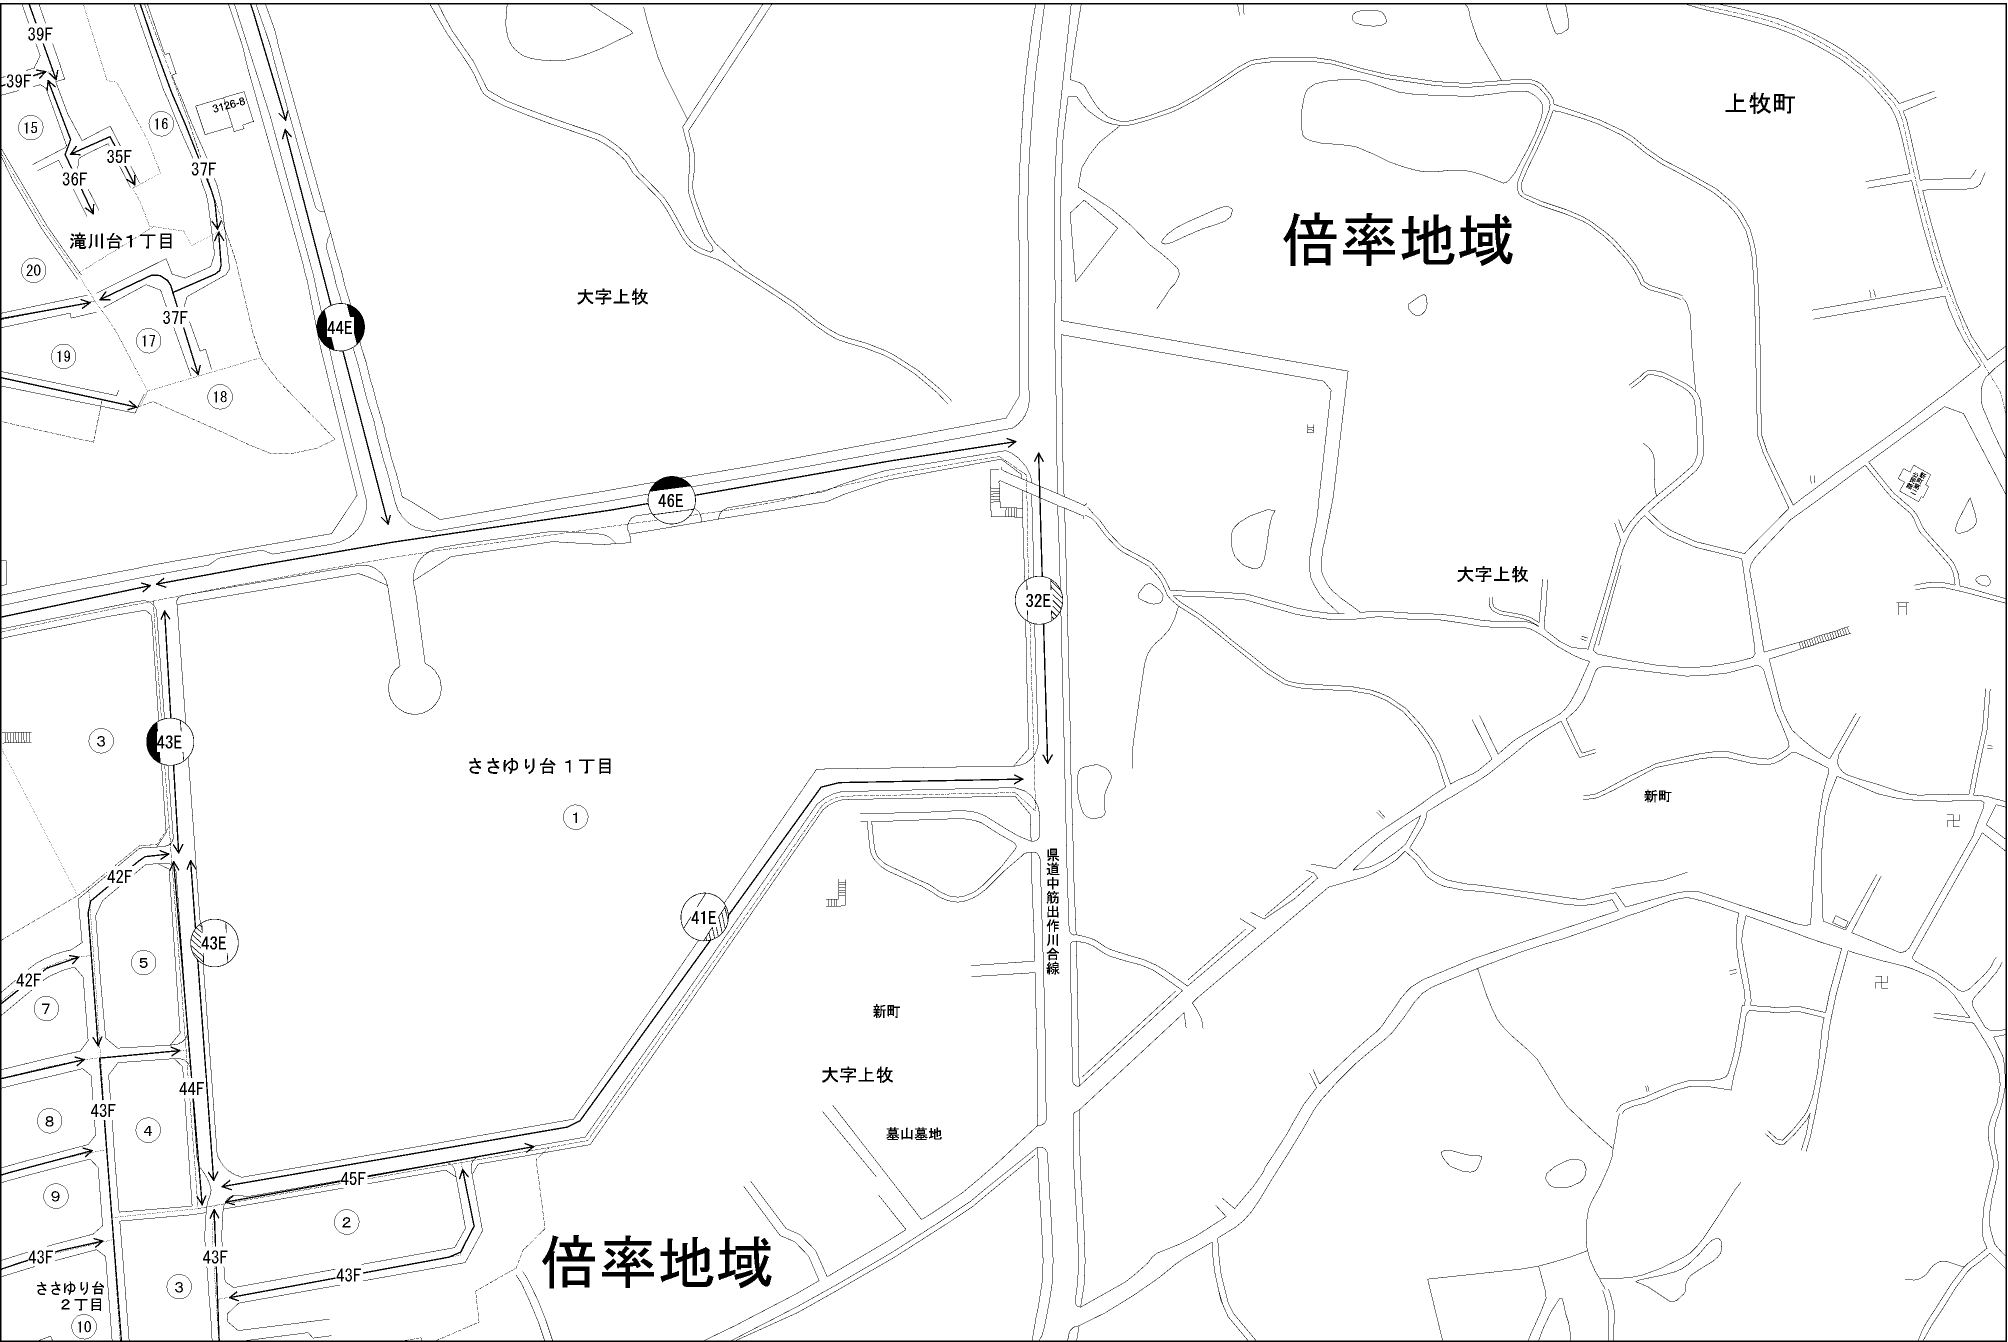 39F
39F
3126-8
上牧町
15
16
35F
36F
37F
滝川台1丁目
倍率地域
20
大字上牧
37F
44E
17
19
18
46E
大字上牧
32E
3
43E
ささゆり台 1丁目
新町
1
42F
県道中筋出作川合線
41E
43E
5
42F
7
新町
大字上牧
44F
43F
8
4
墓山墓地
45F
9
2
43F
43F
倍率地域
43F
3
ささゆり台
2丁目
10